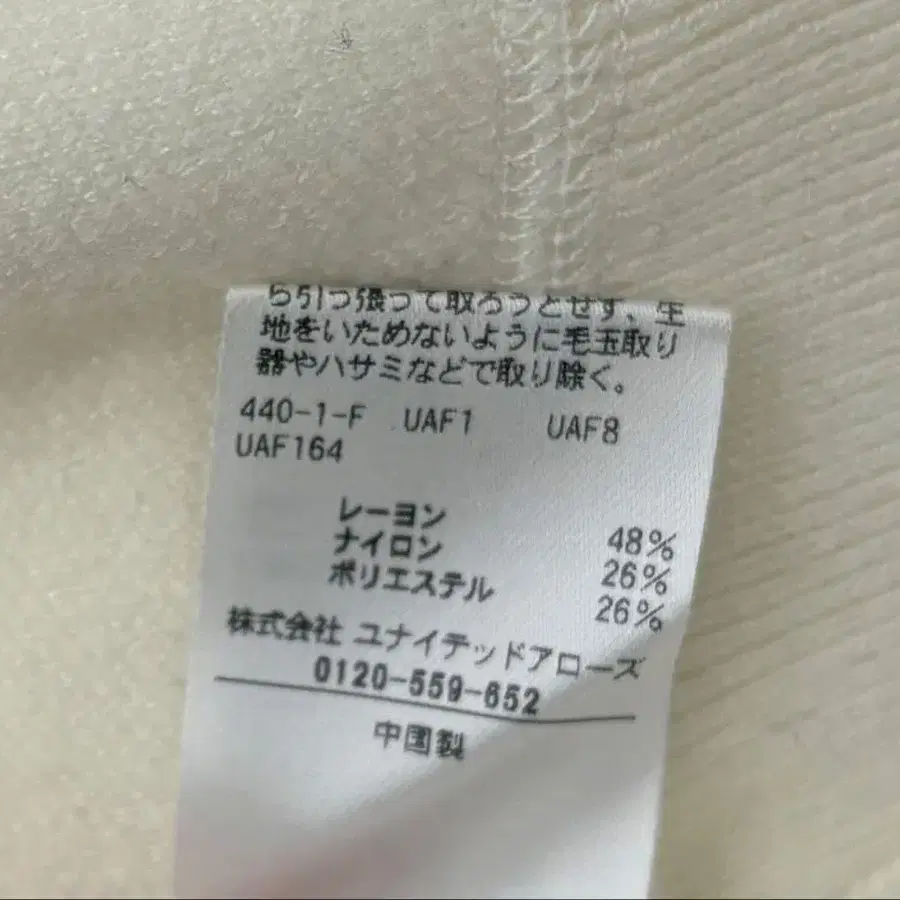 ら引っ張って取ろうとせず、生
地をいためないように毛玉取り
器やハサミなどで取り除く。
440-1-F UAF1 UAF8
UAF164
レーヨン 48%
ナイロン 26%
ポリエステル 26%
株式会社 ユナイテッドアローズ
0120-559-652
中国製